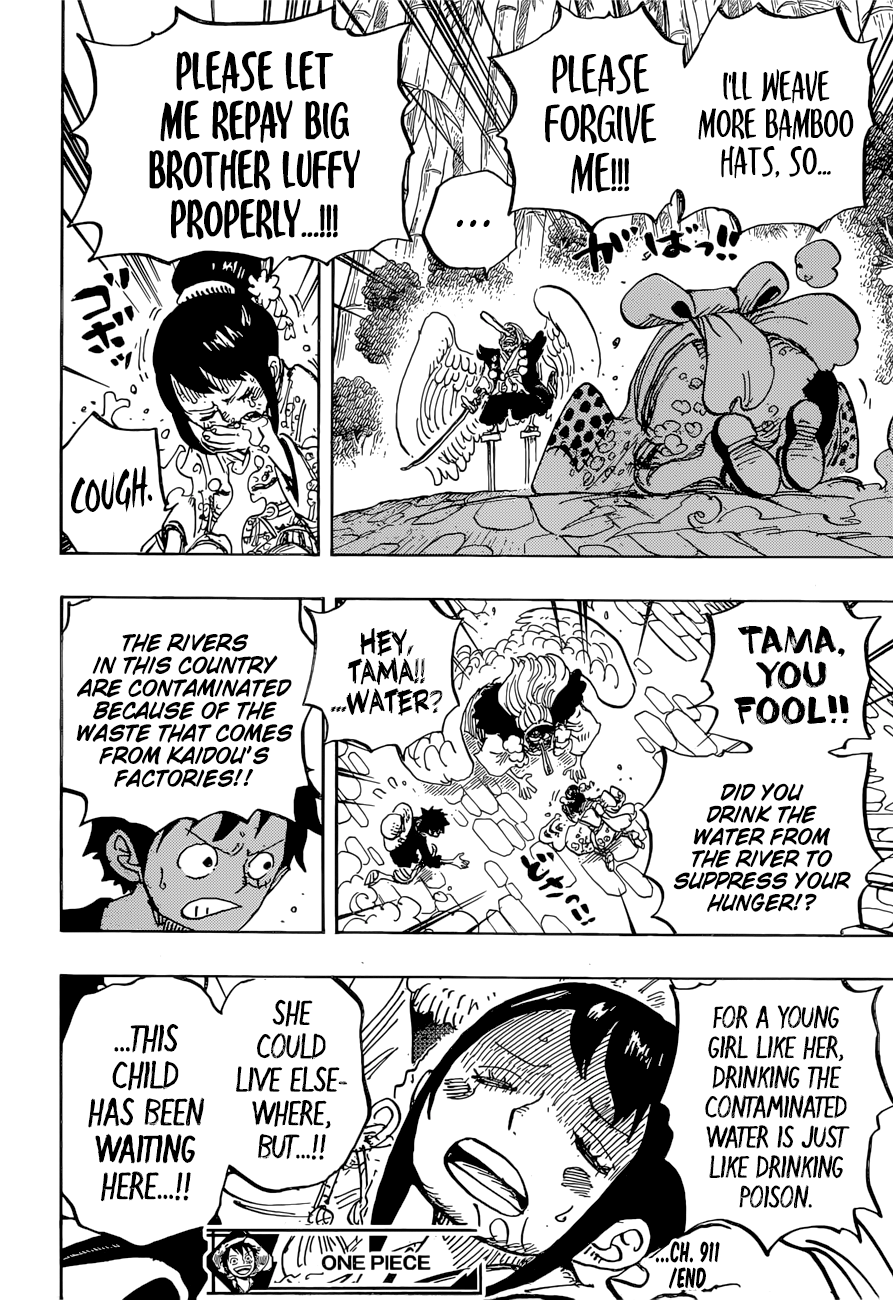 I'LL WEAVE
MORE BAMBOO
HATS, SO...
PLEASE
FORGIVE
ME!!!
がばっ!!
...
PLEASE LET
ME REPAY BIG
BROTHER LUFFY
PROPERLY...!!!
ゴホッ
COUGH.
TAMA,
YOU
FOOL!!
DID YOU
DRINK THE
WATER FROM
THE RIVER TO
SUPPRESS YOUR
HUNGER!?
HEY,
TAMA!!
...WATER?
THE RIVERS
IN THIS COUNTRY
ARE CONTAMINATED
BECAUSE OF THE
WASTE THAT COMES
FROM KAIDOU'S
FACTORIES!!
FOR A YOUNG
GIRL LIKE HER,
DRINKING THE
CONTAMINATED
WATER IS JUST
LIKE DRINKING
POISON.
SHE
COULD
LIVE ELSE-
WHERE,
BUT...!!
...THIS
CHILD
HAS BEEN
WAITING
HERE...!!
ONE PIECE
...CH. 911
/END